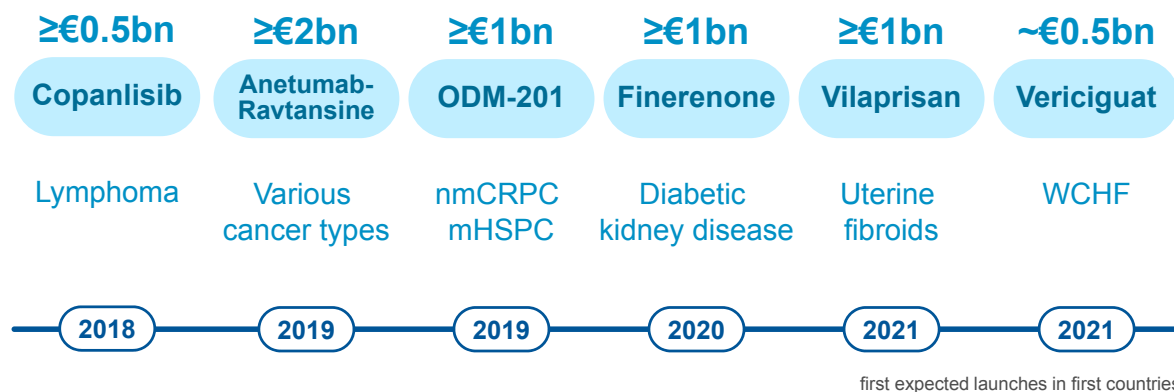 ≥€0.5bn ≥€2bn ≥€1bn ≥€1bn ≥€1bn ~€0.5bn
Copanlisib Anetumab-Ravtansine ODM-201 Finerenone Vilaprisan Vericiguat
Lymphoma Various cancer types nmCRPC mHSPC Diabetic kidney disease Uterine fibroids WCHF
2018 2019 2019 2020 2021 2021
first expected launches in first countries